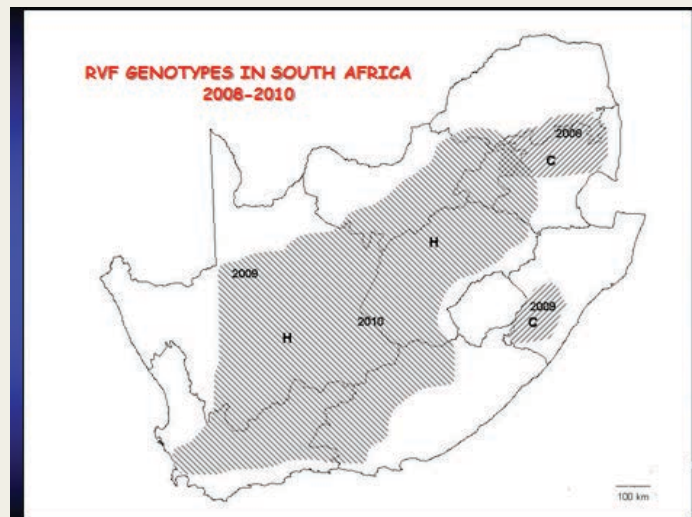 RVF GENOTYPES IN SOUTH AFRICA
2008-2010
2008
C
H
2009
2009
C
2010
H
100 km